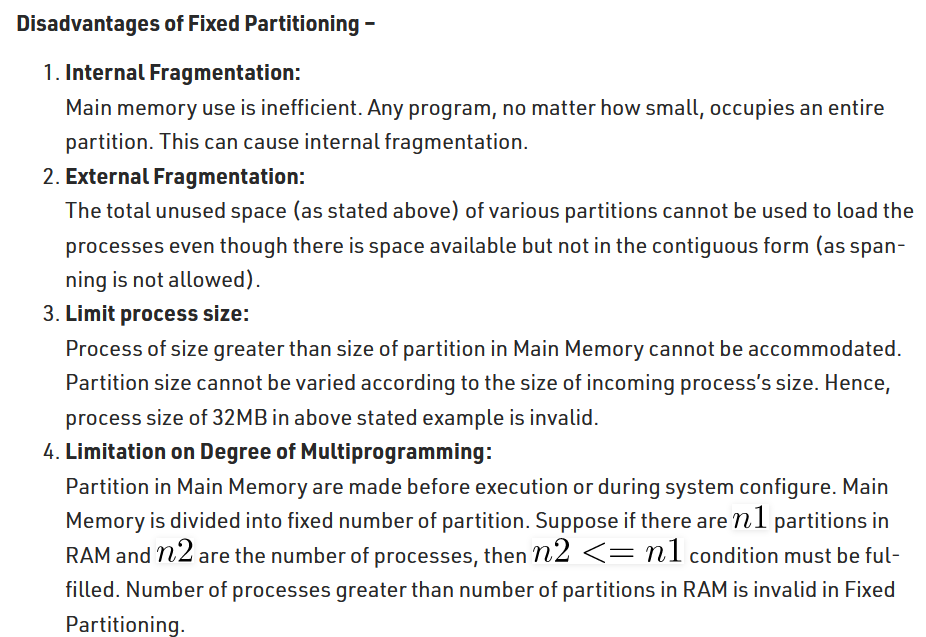 Disadvantages of Fixed Partitioning –
1. Internal Fragmentation:
Main memory use is inefficient. Any program, no matter how small, occupies an entire
partition. This can cause internal fragmentation.
2. External Fragmentation:
The total unused space (as stated above) of various partitions cannot be used to load the
processes even though there is space available but not in the contiguous form (as span-
ning is not allowed).
3. Limit process size:
Process of size greater than size of partition in Main Memory cannot be accommodated.
Partition size cannot be varied according to the size of incoming process’s size. Hence,
process size of 32MB in above stated example is invalid.
4. Limitation on Degree of Multiprogramming:
Partition in Main Memory are made before execution or during system configure. Main
Memory is divided into fixed number of partition. Suppose if there are n1 partitions in
RAM and n2 are the number of processes, then n2 <= n1 condition must be ful-
filled. Number of processes greater than number of partitions in RAM is invalid in Fixed
Partitioning.